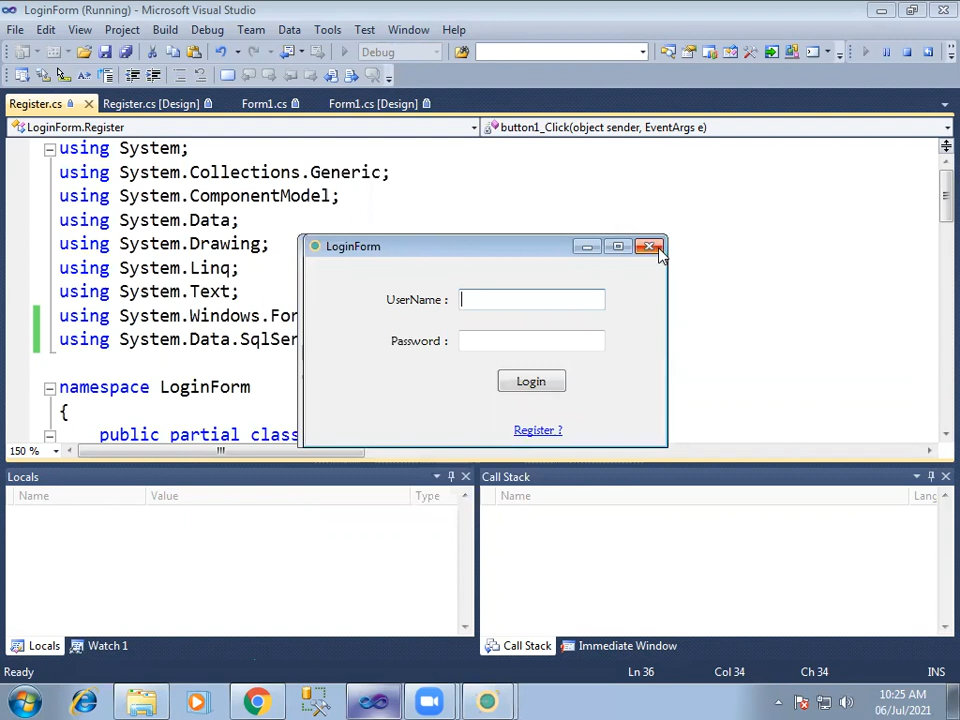 LoginForm (Running) - Microsoft Visual Studio
File Edit View Project Build Debug Team Data Tools Test Window Help
Debug
Register.cs Register.cs [Design] Form1.cs Form1.cs [Design]
LoginForm.Register button1_Click(object sender, EventArgs e)
using System;
using System.Collections.Generic;
using System.ComponentModel;
using System.Data;
using System.Drawing;
using System.Linq;
using System.Text;
using System.Windows.For
using System.Data.SqlSer
namespace LoginForm
{
public partial class
LoginForm
UserName :
Password :
Login
Register ?
150 %
Locals
Name Value Type
Call Stack
Name Lang
Locals Watch 1
Call Stack Immediate Window
Ready Ln 36 Col 34 Ch 34 INS
10:25 AM
06/Jul/2021